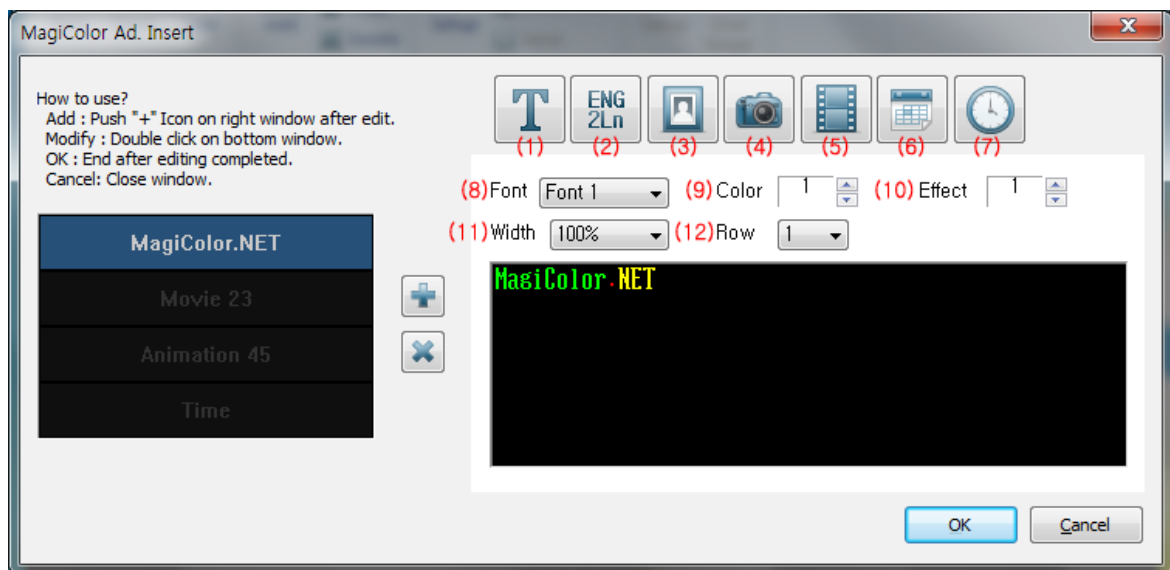 MagiColor Ad. Insert
How to use?
Add : Push "+" Icon on right window after edit.
Modify : Double click on bottom window.
OK : End after editing completed.
Cancel: Close window.
T ENG
2Ln
(1) (2) (3) (4) (5) (6) (7)
(8) Font Font 1 (9) Color 1 (10) Effect 1
(11) Width 100% (12) Row 1
MagiColor.NET
Movie 23
Animation 45
Time
MagiColor.NET
OK Cancel